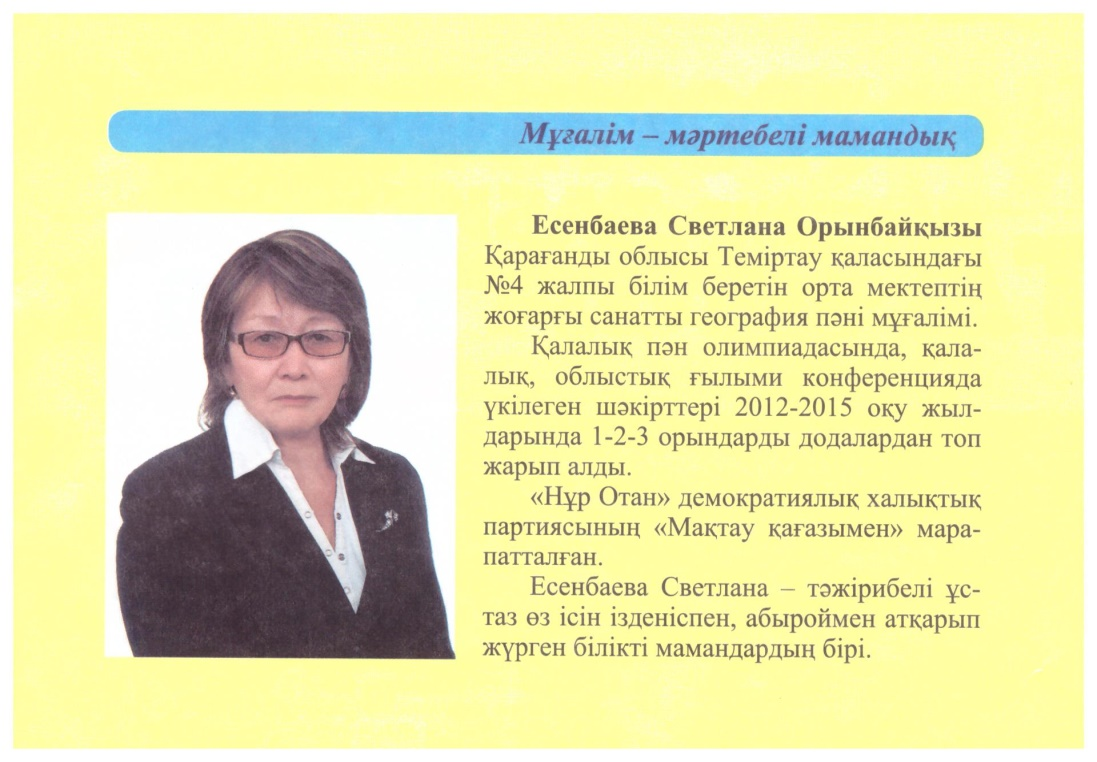 Мұғалім – мәртебелі мамандық
Есенбаева Светлана Орынбайқызы
Қарағанды облысы Теміртау қаласындағы
№4 жалпы білім беретін орта мектептің
жоғарғы санатты география пәні мұғалімі.
Қалалық пән олимпиадасында, қала-
лық, облыстық ғылыми конференцияда
үкілеген шәкірттері 2012-2015 оқу жыл-
дарында 1-2-3 орындарды додалардан топ
жарып алды.
«Нұр Отан» демократиялық халықтық
партиясының «Мақтау қағазымен» мара-
патталған.
Есенбаева Светлана – тәжірибелі ұс-
таз өз ісін ізденіспен, абыроймен атқарып
жүрген білікті мамандардың бірі.